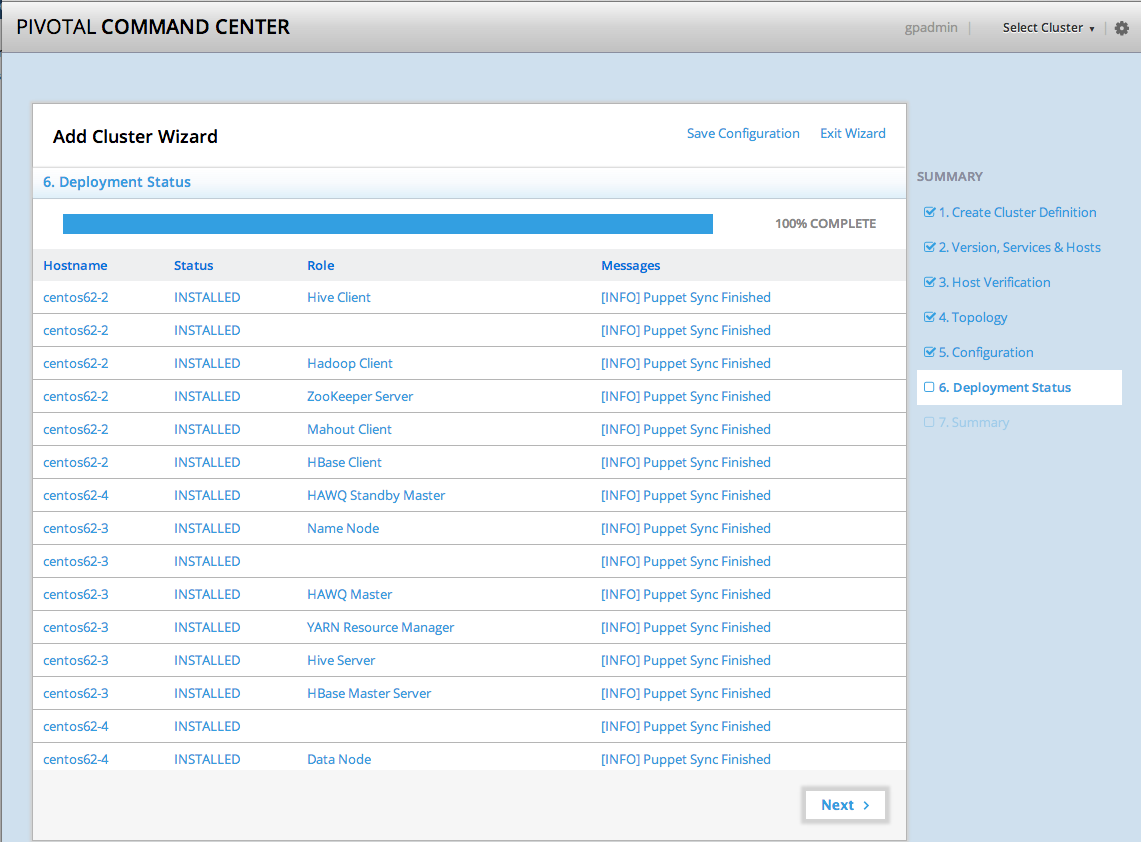 PIVOTAL COMMAND CENTER
gpadmin | Select Cluster ▾ |
Add Cluster Wizard
Save Configuration Exit Wizard
6. Deployment Status
100% COMPLETE
Hostname Status Role Messages
centos62-2 INSTALLED Hive Client [INFO] Puppet Sync Finished
centos62-2 INSTALLED [INFO] Puppet Sync Finished
centos62-2 INSTALLED Hadoop Client [INFO] Puppet Sync Finished
centos62-2 INSTALLED ZooKeeper Server [INFO] Puppet Sync Finished
centos62-2 INSTALLED Mahout Client [INFO] Puppet Sync Finished
centos62-2 INSTALLED HBase Client [INFO] Puppet Sync Finished
centos62-4 INSTALLED HAWQ Standby Master [INFO] Puppet Sync Finished
centos62-3 INSTALLED Name Node [INFO] Puppet Sync Finished
centos62-3 INSTALLED [INFO] Puppet Sync Finished
centos62-3 INSTALLED HAWQ Master [INFO] Puppet Sync Finished
centos62-3 INSTALLED YARN Resource Manager [INFO] Puppet Sync Finished
centos62-3 INSTALLED Hive Server [INFO] Puppet Sync Finished
centos62-3 INSTALLED HBase Master Server [INFO] Puppet Sync Finished
centos62-4 INSTALLED [INFO] Puppet Sync Finished
centos62-4 INSTALLED Data Node [INFO] Puppet Sync Finished
Next >
SUMMARY
1. Create Cluster Definition
2. Version, Services & Hosts
3. Host Verification
4. Topology
5. Configuration
6. Deployment Status
7. Summary